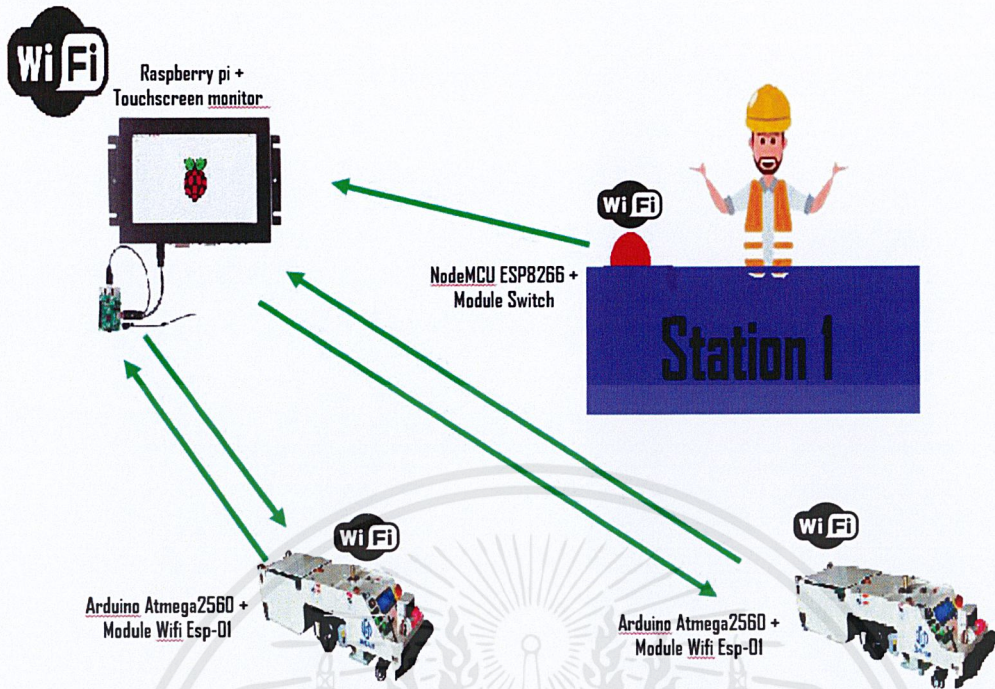 WiFi
Raspberry pi +
Touchscreen monitor
WiFi
NodeMCU ESP8266 +
Module Switch
Station 1
WiFi
Arduino Atmega2560 +
Module Wifi Esp-01
WiFi
Arduino Atmega2560 +
Module Wifi Esp-01